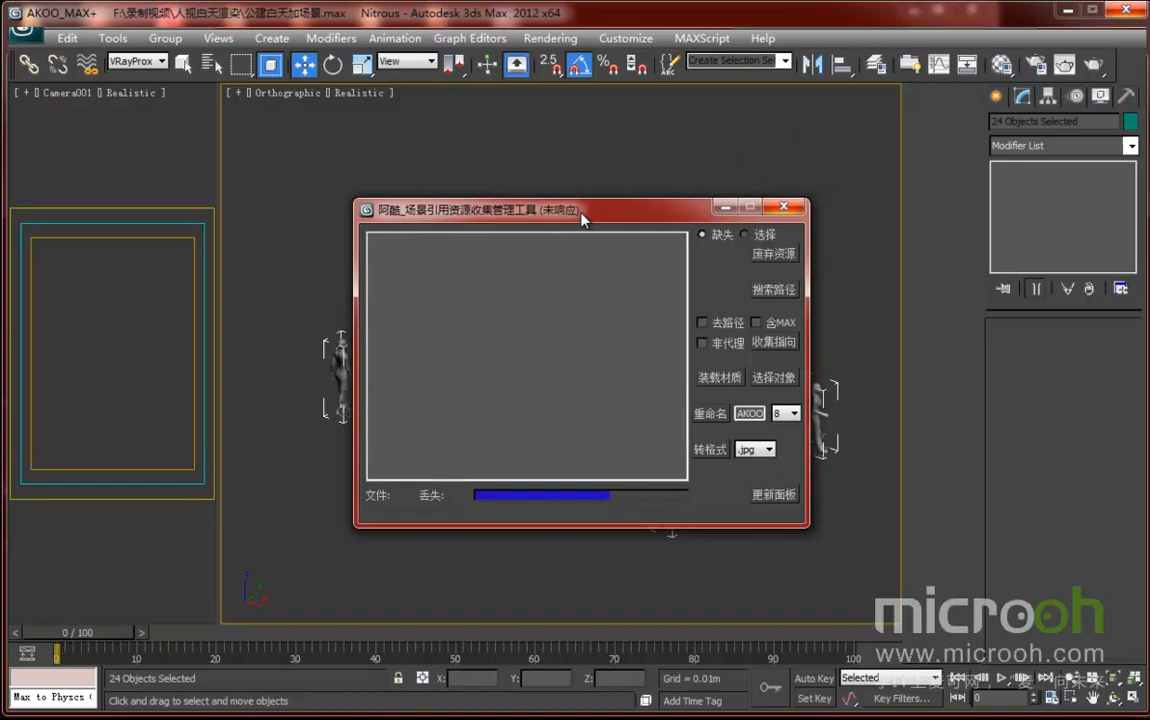 AKOO_MAX+ F:\录制视频\人视白天渲染\公建白天加场景.max Nitrous - Autodesk 3ds Max 2012 x64
Edit Tools Group Views Create Modifiers Animation Graph Editors Rendering Customize MAXScript Help
VRayProx View 2.5 Create Selection Se
[ + ] Camera001 [ Realistic ] [ + ] Orthographic [ Realistic ]
24 Objects Selected
Modifier List
阿酷_场景引用资源收集管理工具 (未响应)
缺失 选择
废弃资源
搜索路径
去路径 含MAX
非代理 收集指向
装载材质 选择对象
重命名 AKOO 8
转格式 .jpg
文件: 丢失: 更新面板
microoh
www.microoh.com
0 / 100
0 10 20 30 40 50 60 70 80 90 100
24 Objects Selected X: Y: Z: Grid = 0.01m Auto Key Selected
Max to Physcs ( Click and drag to select and move objects Add Time Tag Set Key Key Filters... 0